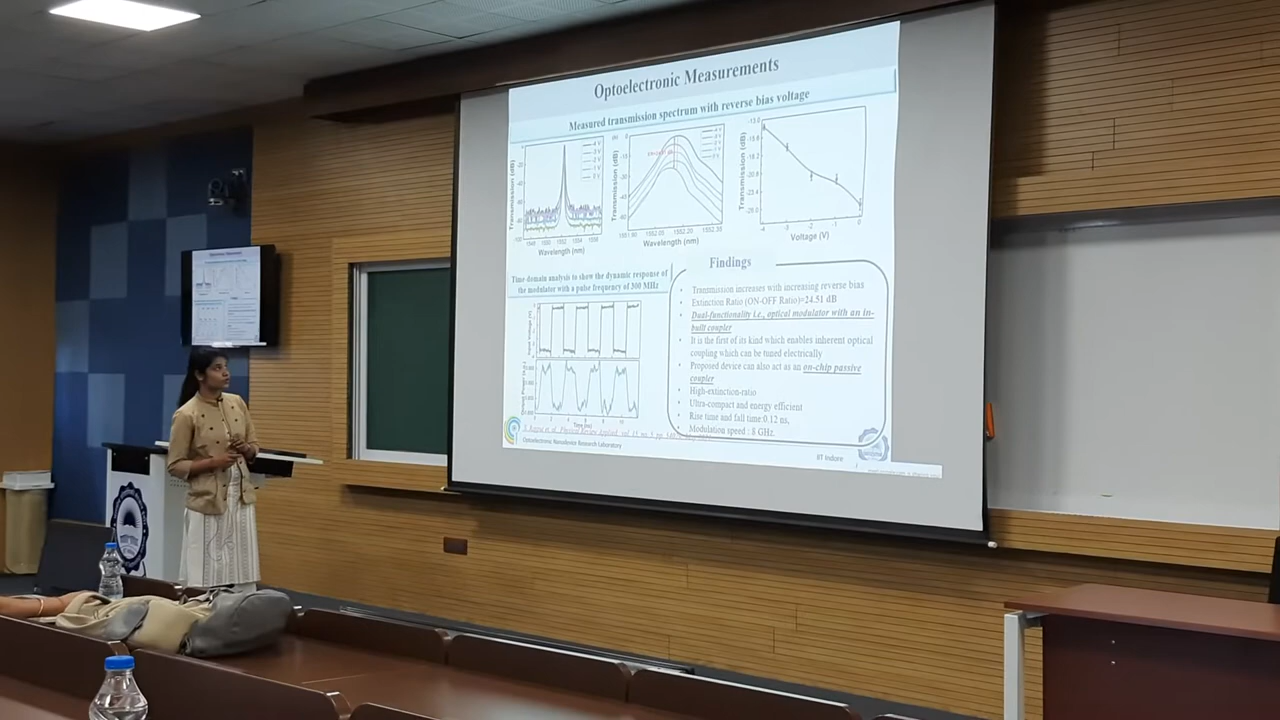 Optoelectronic Measurements
Measured transmission spectrum with reverse bias voltage
Transmission (dB)
Wavelength (nm)
Transmission (dB)
Wavelength (nm)
Transmission (dB)
Voltage (V)
Time domain analysis to show the dynamic response of
the modulator with a pulse frequency of 300 MHz
Time (ns)
Findings
Transmission increases with increasing reverse bias
Extinction Ratio (ON-OFF Ratio)=24.51 dB
Dual-functionality i.e., optical modulator with an in-
built coupler
It is the first of its kind which enables inherent optical
coupling which can be tuned electrically
Proposed device can also act as an on-chip passive
coupler
High-extinction-ratio
Ultra-compact and energy efficient
Rise time and fall time:0.12 ns,
Modulation speed : 8 GHz.
Optoelectronic Nanodevice Research Laboratory
IIT Indore